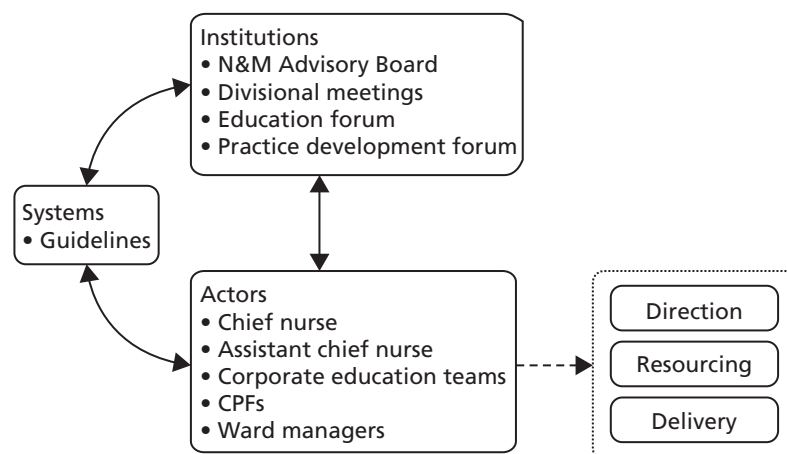 Institutions
• N&M Advisory Board
• Divisional meetings
• Education forum
• Practice development forum
Systems
• Guidelines
Actors
• Chief nurse
• Assistant chief nurse
• Corporate education teams
• CPFs
• Ward managers
Direction
Resourcing
Delivery